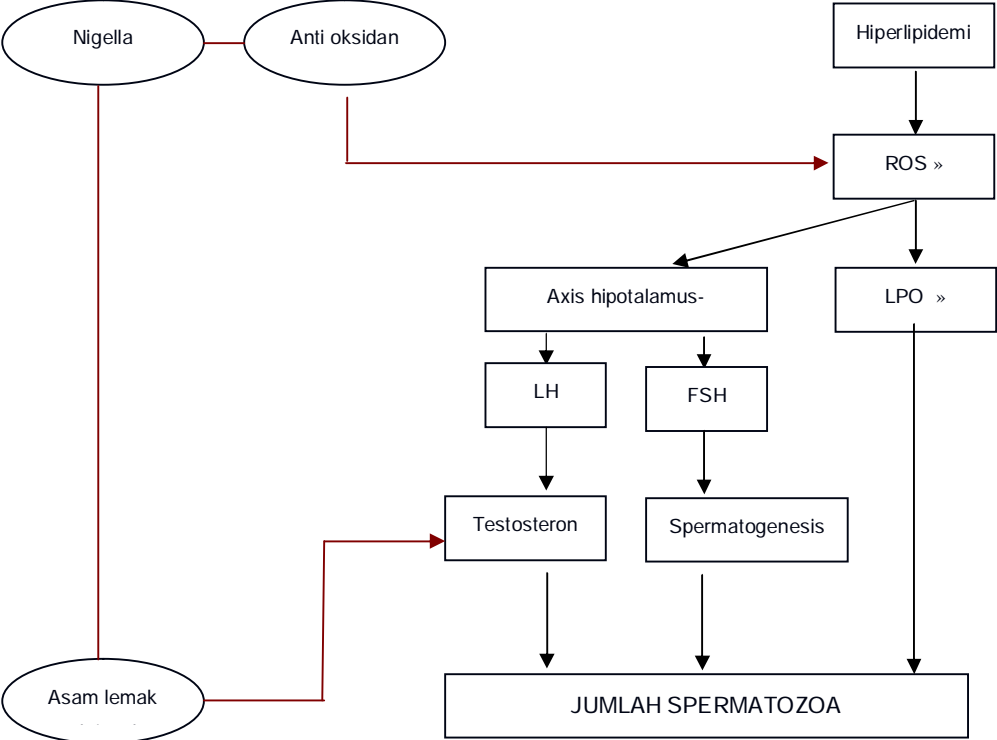 Nigella
Anti oksidan
Hiperlipidemi
ROS »
Axis hipotalamus-
LPO »
LH
FSH
Testosteron
Spermatogenesis
Asam lemak
JUMLAH SPERMATOZOA